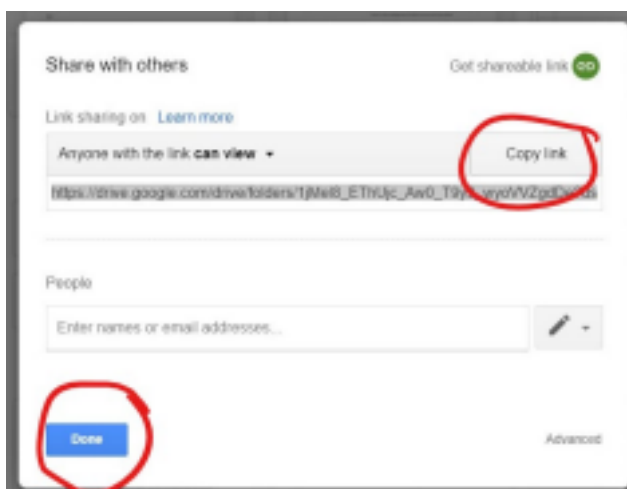 Share with others
Get shareable link
Link sharing on Learn more
Anyone with the link can view
Copy link
People
Enter names or email addresses...
Done
Advanced